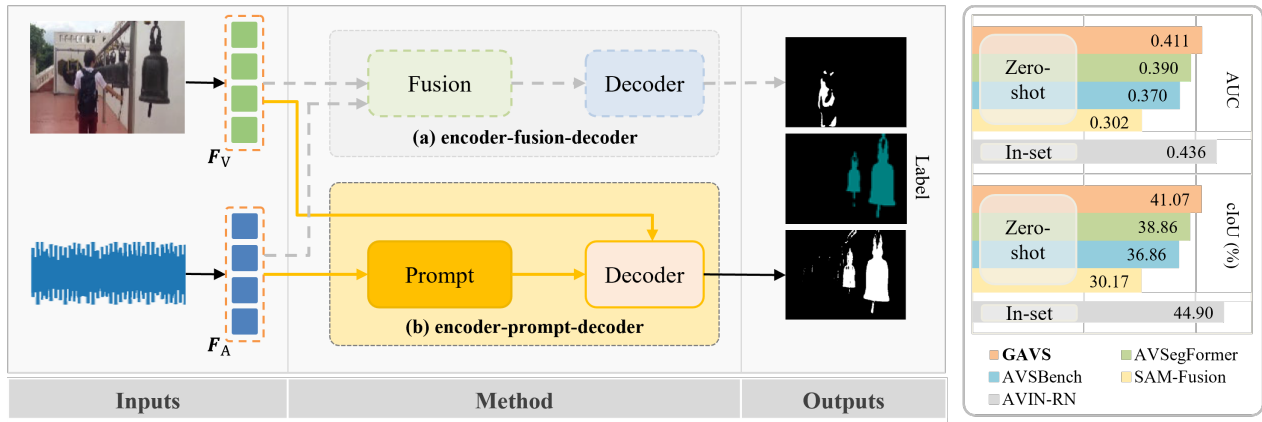 F_V
Fusion
Decoder
(a) encoder-fusion-decoder
Label
Prompt
Decoder
(b) encoder-prompt-decoder
F_A
Inputs
Method
Outputs
Zero-
shot
0.411
0.390
0.370
0.302
AUC
In-set
0.436
Zero-
shot
41.07
38.86
36.86
30.17
cIoU (%)
In-set
44.90
GAVS
AVSegFormer
AVSBench
SAM-Fusion
AVIN-RN